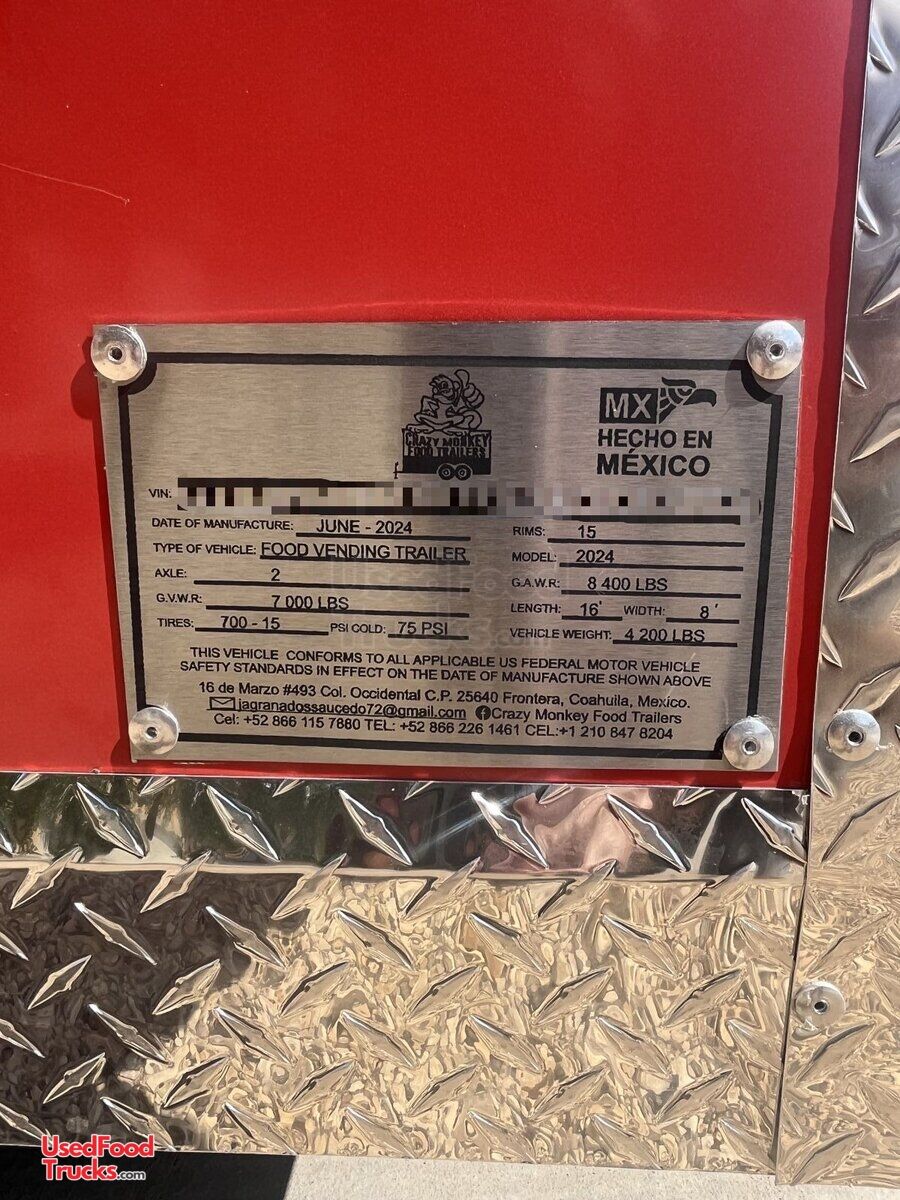 CRAZY MONKEY
FOOD TRAILERS
MX
HECHO EN
MÉXICO
VIN:
DATE OF MANUFACTURE: JUNE - 2024 RIMS: 15
TYPE OF VEHICLE: FOOD VENDING TRAILER MODEL: 2024
AXLE: 2 G.A.W.R: 8 400 LBS
G.V.W.R: 7 000 LBS LENGTH: 16' WIDTH: 8'
TIRES: 700 - 15 PSI COLD: 75 PSI VEHICLE WEIGHT: 4 200 LBS
THIS VEHICLE CONFORMS TO ALL APPLICABLE US FEDERAL MOTOR VEHICLE
SAFETY STANDARDS IN EFFECT ON THE DATE OF MANUFACTURE SHOWN ABOVE
16 de Marzo #493 Col. Occidental C.P. 25640 Frontera, Coahuila, Mexico.
jagranadossaucedo72@gmail.com Crazy Monkey Food Trailers
Cel: +52 866 115 7880 TEL: +52 866 226 1461 CEL:+1 210 847 8204
UsedFood
Trucks.com